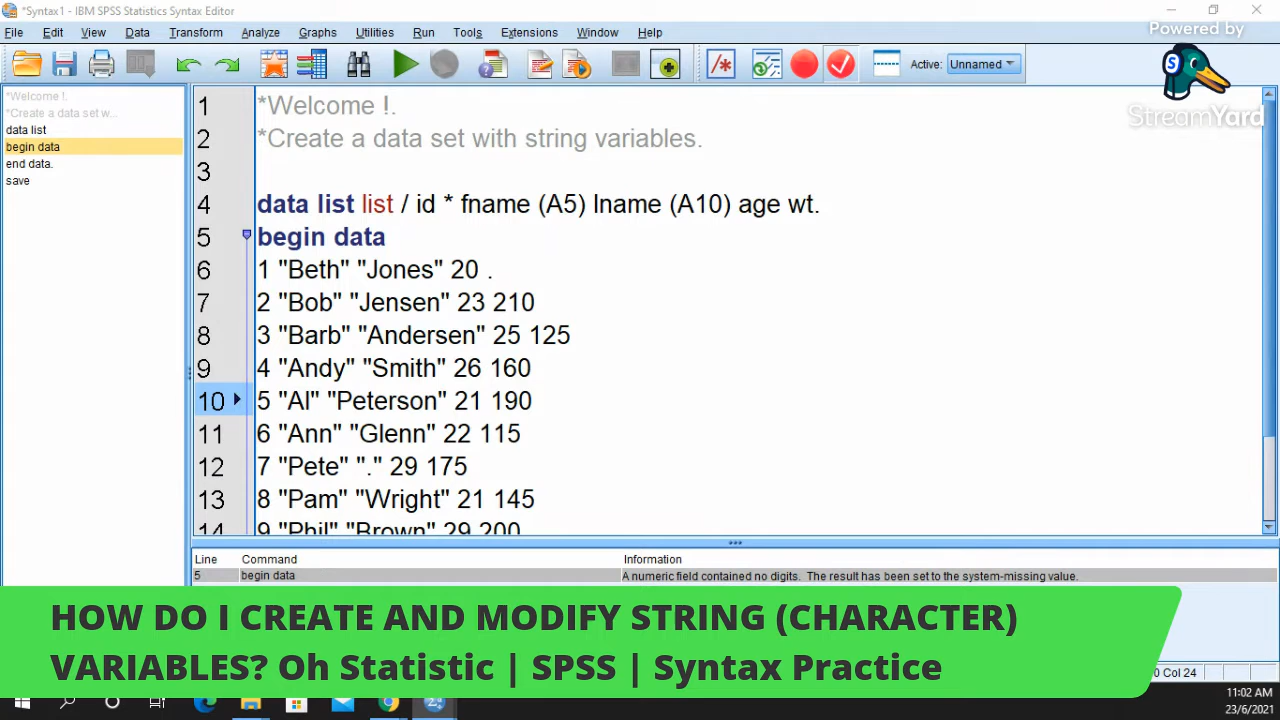 *Syntax1 - IBM SPSS Statistics Syntax Editor
File Edit View Data Transform Analyze Graphs Utilities Run Tools Extensions Window Help
Powered by
Active: Unnamed
StreamYard
*Welcome !.
*Create a data set w...
data list
begin data
end data.
save
1 *Welcome !.
2 *Create a data set with string variables.
3
4 data list list / id * fname (A5) lname (A10) age wt.
5 begin data
6 1 "Beth" "Jones" 20 .
7 2 "Bob" "Jensen" 23 210
8 3 "Barb" "Andersen" 25 125
9 4 "Andy" "Smith" 26 160
10 5 "Al" "Peterson" 21 190
11 6 "Ann" "Glenn" 22 115
12 7 "Pete" "." 29 175
13 8 "Pam" "Wright" 21 145
14 9 "Phil" "Brown" 29 200
Line Command Information
5 begin data A numeric field contained no digits. The result has been set to the system-missing value.
HOW DO I CREATE AND MODIFY STRING (CHARACTER)
VARIABLES? Oh Statistic | SPSS | Syntax Practice
0 Col 24
11:02 AM
23/6/2021